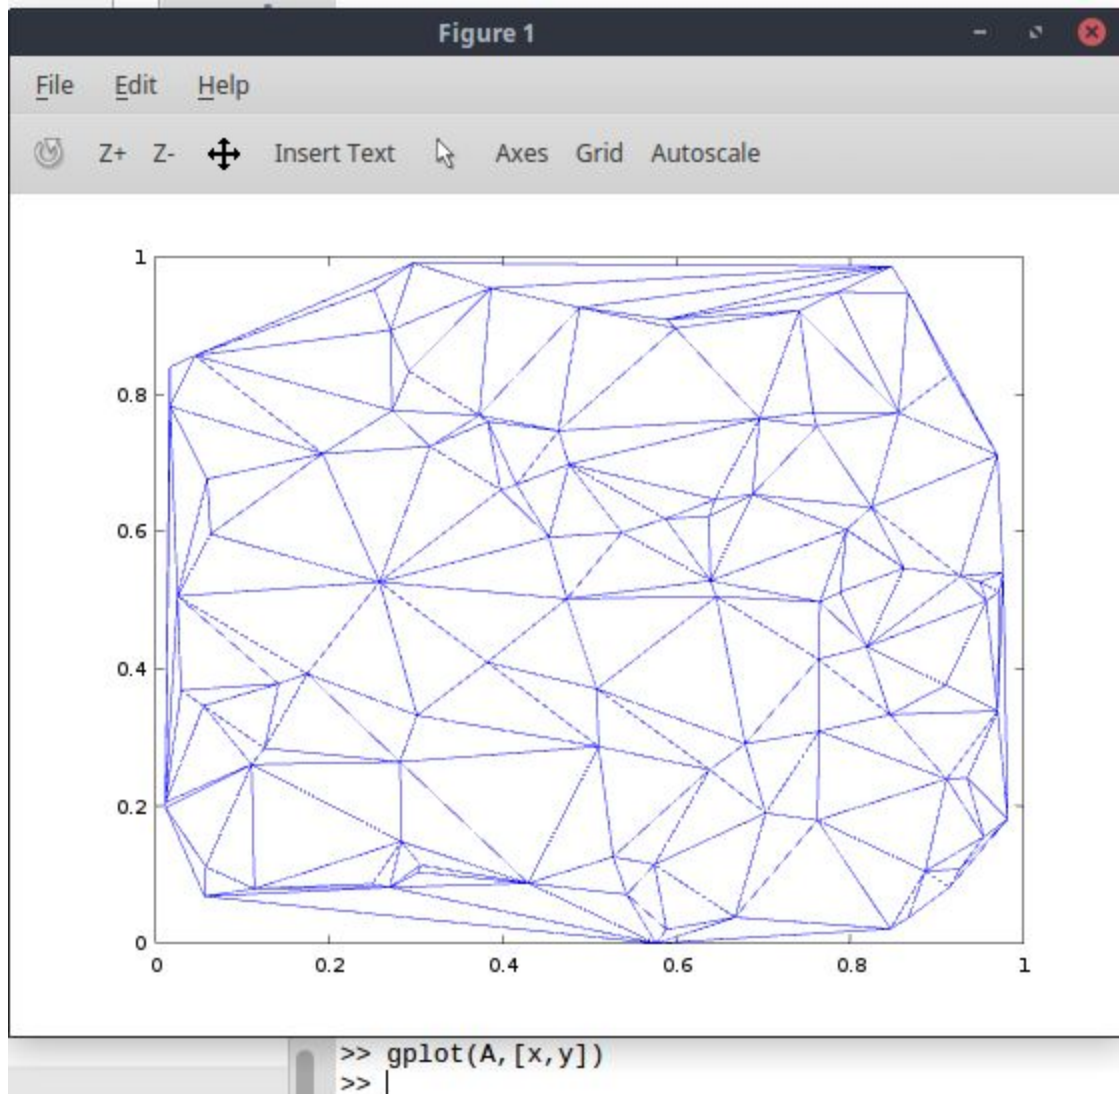 Figure 1
File Edit Help
Z+ Z- Insert Text Axes Grid Autoscale
1
0.8
0.6
0.4
0.2
0
0 0.2 0.4 0.6 0.8 1
>> gplot(A,[x,y])
>>